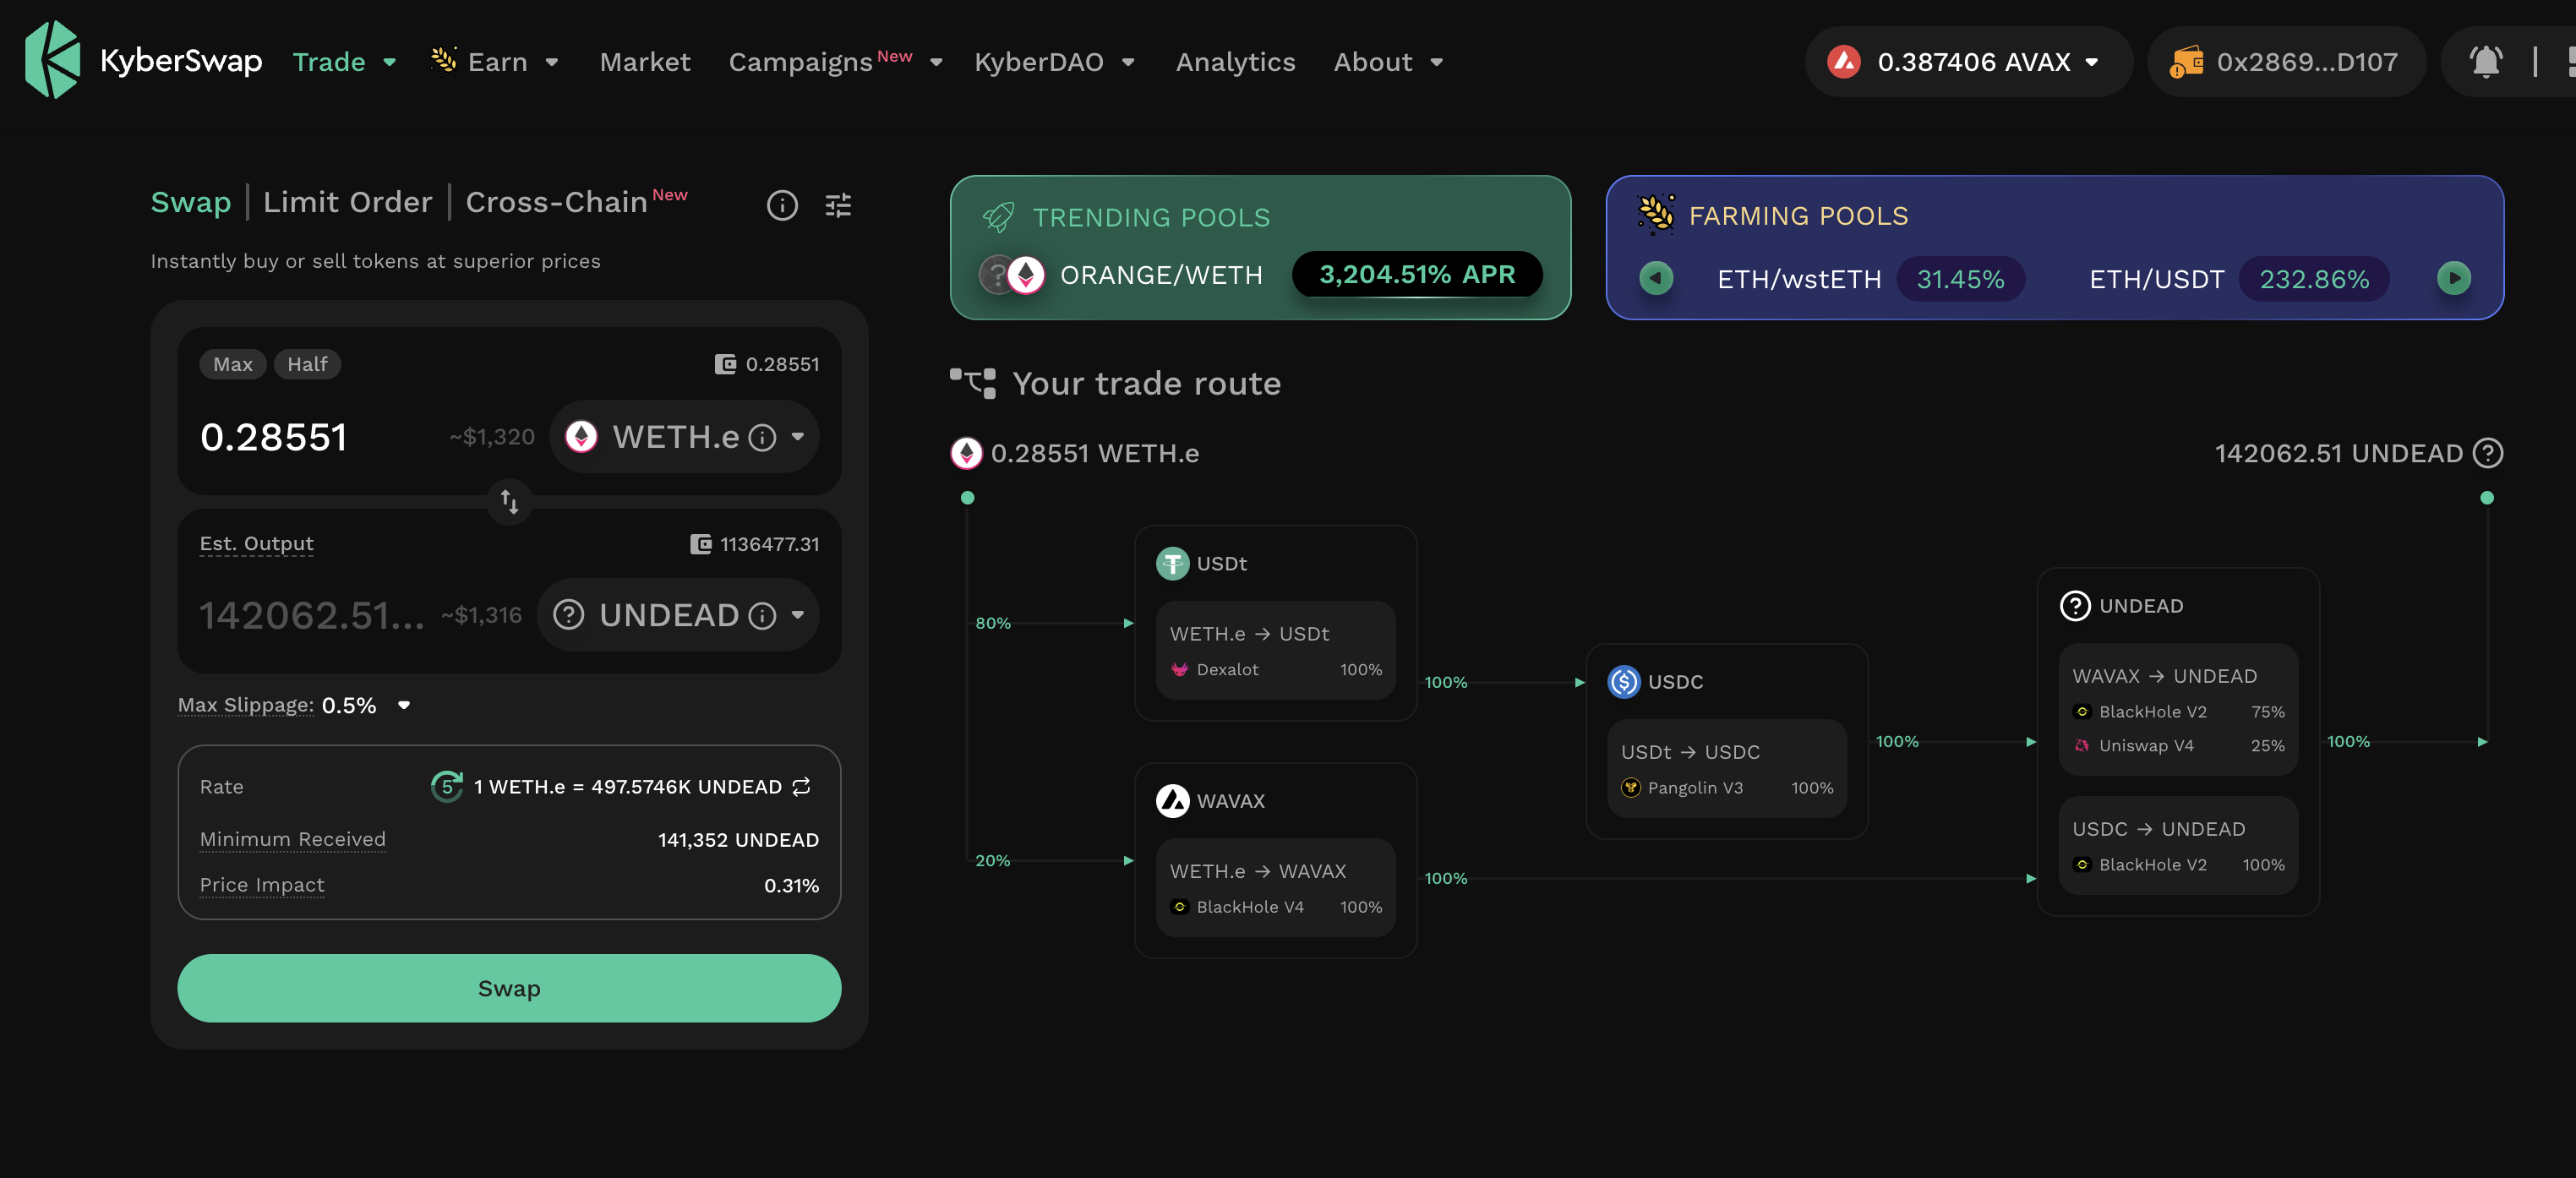 KyberSwap Trade Earn Market Campaigns New KyberDAO Analytics About 0.387406 AVAX 0x2869...D107
Swap | Limit Order | Cross-Chain New
Instantly buy or sell tokens at superior prices
Max Half 0.28551
0.28551 ~$1,320 WETH.e
Est. Output 1136477.31
142062.51... ~$1,316 UNDEAD
Max Slippage: 0.5%
Rate 5 1 WETH.e = 497.5746K UNDEAD
Minimum Received 141,352 UNDEAD
Price Impact 0.31%
Swap
TRENDING POOLS
ORANGE/WETH 3,204.51% APR
FARMING POOLS
ETH/wstETH 31.45% ETH/USDT 232.86%
Your trade route
0.28551 WETH.e 142062.51 UNDEAD
80%
USDt
WETH.e → USDt
Dexalot 100%
20%
WAVAX
WETH.e → WAVAX
BlackHole V4 100%
100%
USDC
USDt → USDC
Pangolin V3 100%
100%
100%
UNDEAD
WAVAX → UNDEAD
BlackHole V2 75%
Uniswap V4 25%
USDC → UNDEAD
BlackHole V2 100%
100%